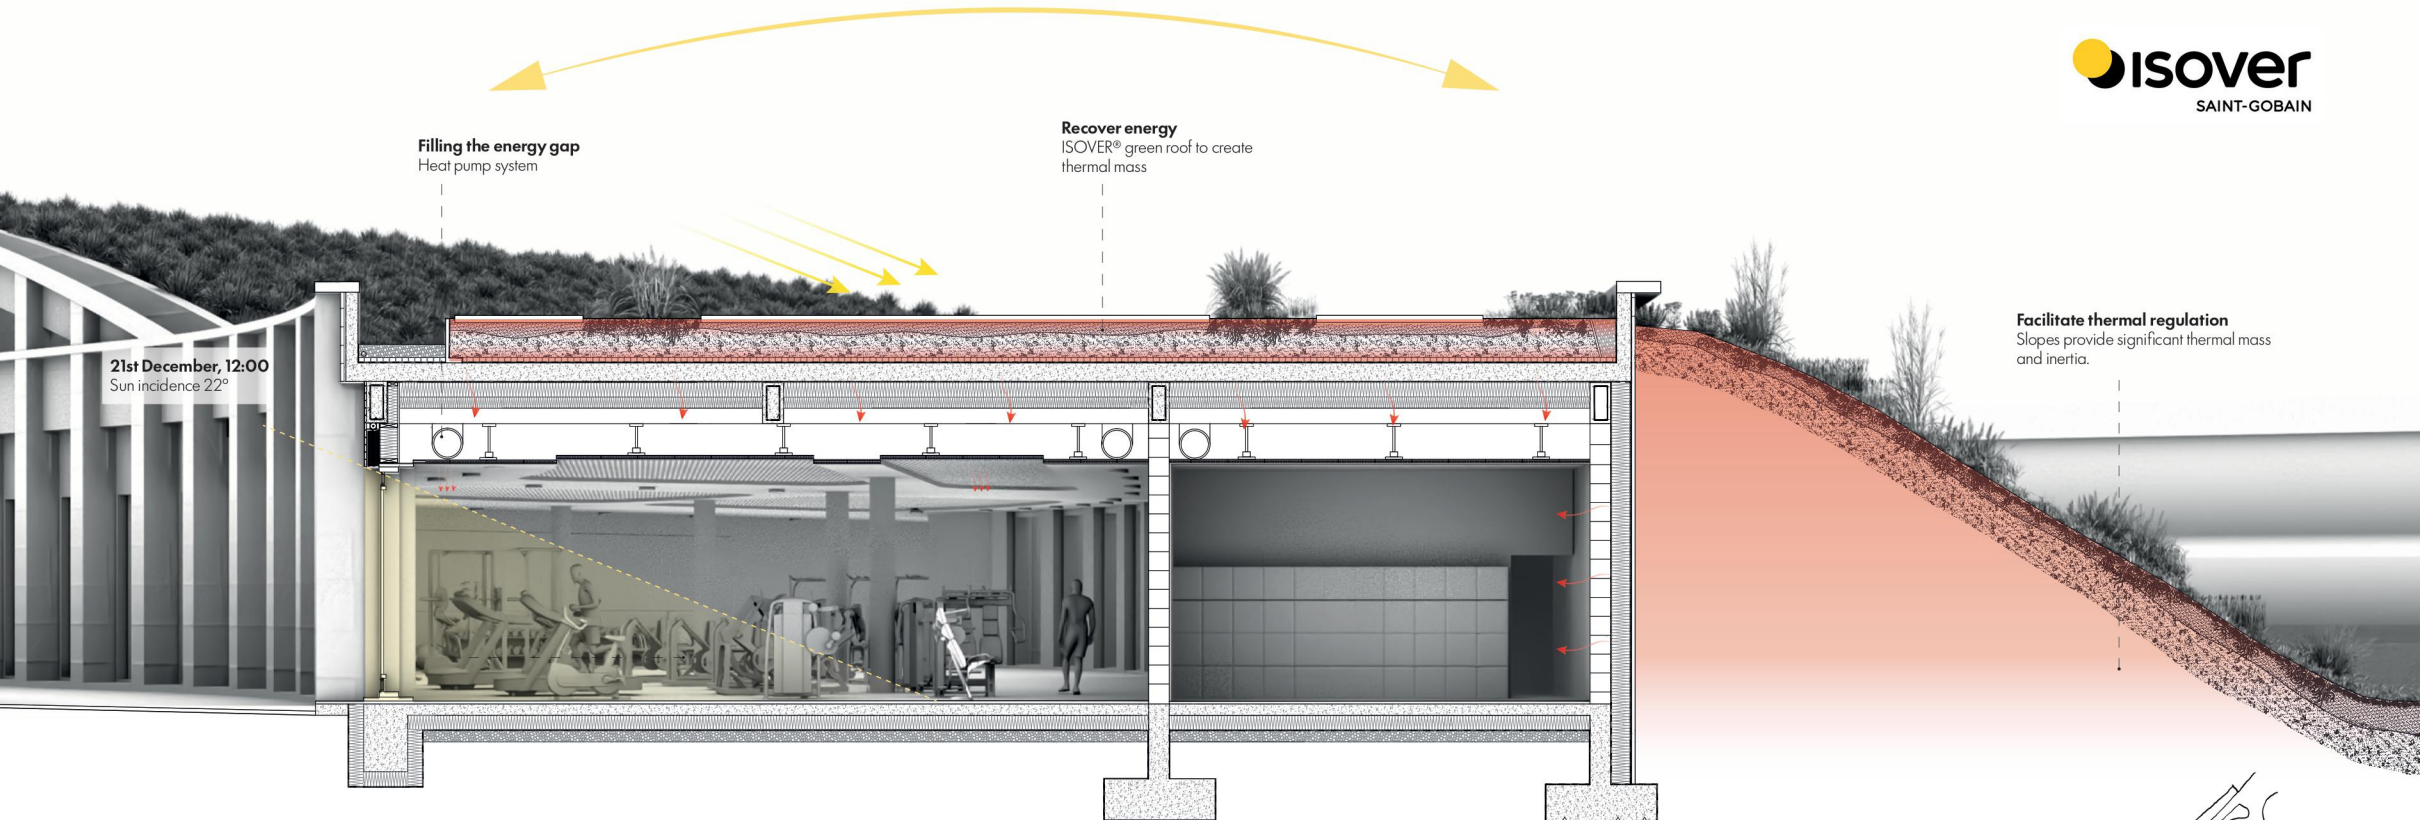 ISOVER
SAINT-GOBAIN
Filling the energy gap
Heat pump system
Recover energy
ISOVER® green roof to create
thermal mass
Facilitate thermal regulation
Slopes provide significant thermal mass
and inertia.
21st December, 12:00
Sun incidence 22º